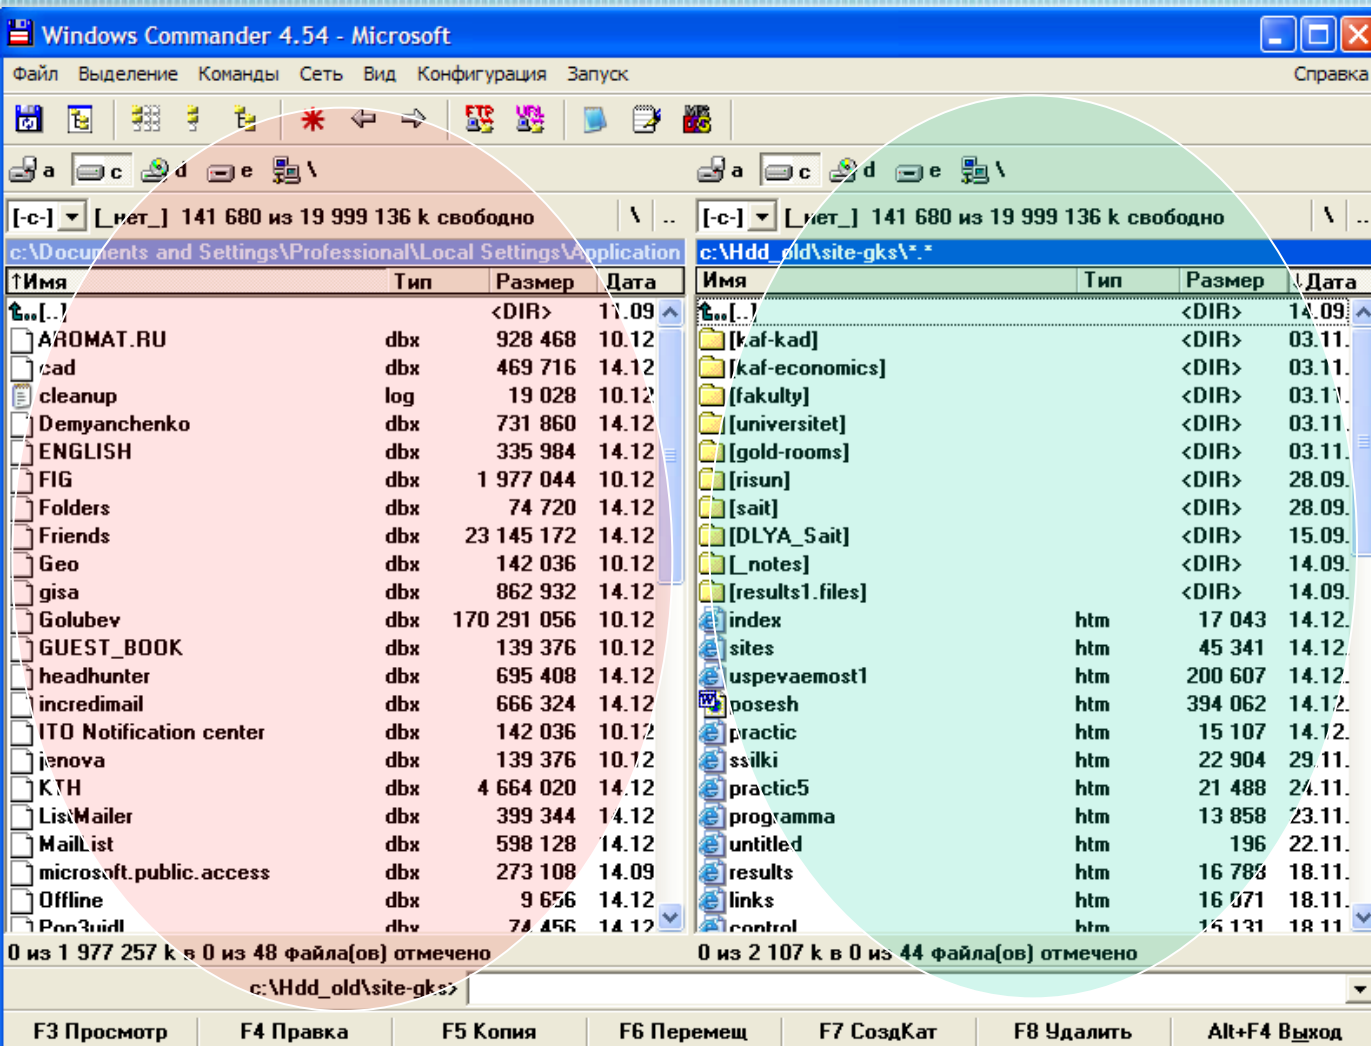 Windows Commander 4.54 - Microsoft
Файл Выделение Команды Сеть Вид Конфигурация Запуск Справка
FTP URL
a c d e \ a c d e \
[-c-] [_нет_] 141 680 из 19 999 136 k свободно \ .. [-c-] [_нет_] 141 680 из 19 999 136 k свободно \ ..
c:\Documents and Settings\Professional\Local Settings\Application c:\Hdd_old\site-gks\*.*
↑Имя Тип Размер Дата Имя Тип Размер ↓Дата
[..] <DIR> 11.09 [..] <DIR> 14.09.
AROMAT.RU dbx 928 468 10.12 [kaf-kad] <DIR> 03.11.
cad dbx 469 716 14.12 [kaf-economics] <DIR> 03.11.
cleanup log 19 028 10.12 [fakulty] <DIR> 03.11.
Demyanchenko dbx 731 860 14.12 [universitet] <DIR> 03.11.
ENGLISH dbx 335 984 14.12 [gold-rooms] <DIR> 03.11.
FIG dbx 1 977 044 10.12 [risun] <DIR> 28.09.
Folders dbx 74 720 14.12 [sait] <DIR> 28.09.
Friends dbx 23 145 172 14.12 [DLYA_Sait] <DIR> 15.09.
Geo dbx 142 036 10.12 [_notes] <DIR> 14.09.
gisa dbx 862 932 14.12 [results1.files] <DIR> 14.09.
Golubev dbx 170 291 056 10.12 index htm 17 043 14.12.
GUEST_BOOK dbx 139 376 10.12 sites htm 45 341 14.12.
headhunter dbx 695 408 14.12 uspevaemost1 htm 200 607 14.12.
incredimail dbx 666 324 14.12 posesh htm 394 062 14.12.
ITO Notification center dbx 142 036 10.12 practic htm 15 107 14.12.
jenova dbx 139 376 10.12 ssilki htm 22 904 29.11.
KTH dbx 4 664 020 14.12 practic5 htm 21 488 24.11.
ListMailer dbx 399 344 14.12 programma htm 13 858 23.11.
MailList dbx 598 128 14.12 untitled htm 196 22.11.
microsoft.public.access dbx 273 108 14.09 results htm 16 783 18.11.
Offline dbx 9 656 14.12 links htm 16 071 18.11.
Pop3uidl dbx 74 456 14.12 control htm 15 131 18.11
0 из 1 977 257 k в 0 из 48 файла(ов) отмечено 0 из 2 107 k в 0 из 44 файла(ов) отмечено
c:\Hdd_old\site-gks>
F3 Просмотр F4 Правка F5 Копия F6 Перемещ F7 СоздКат F8 Удалить Alt+F4 Выход